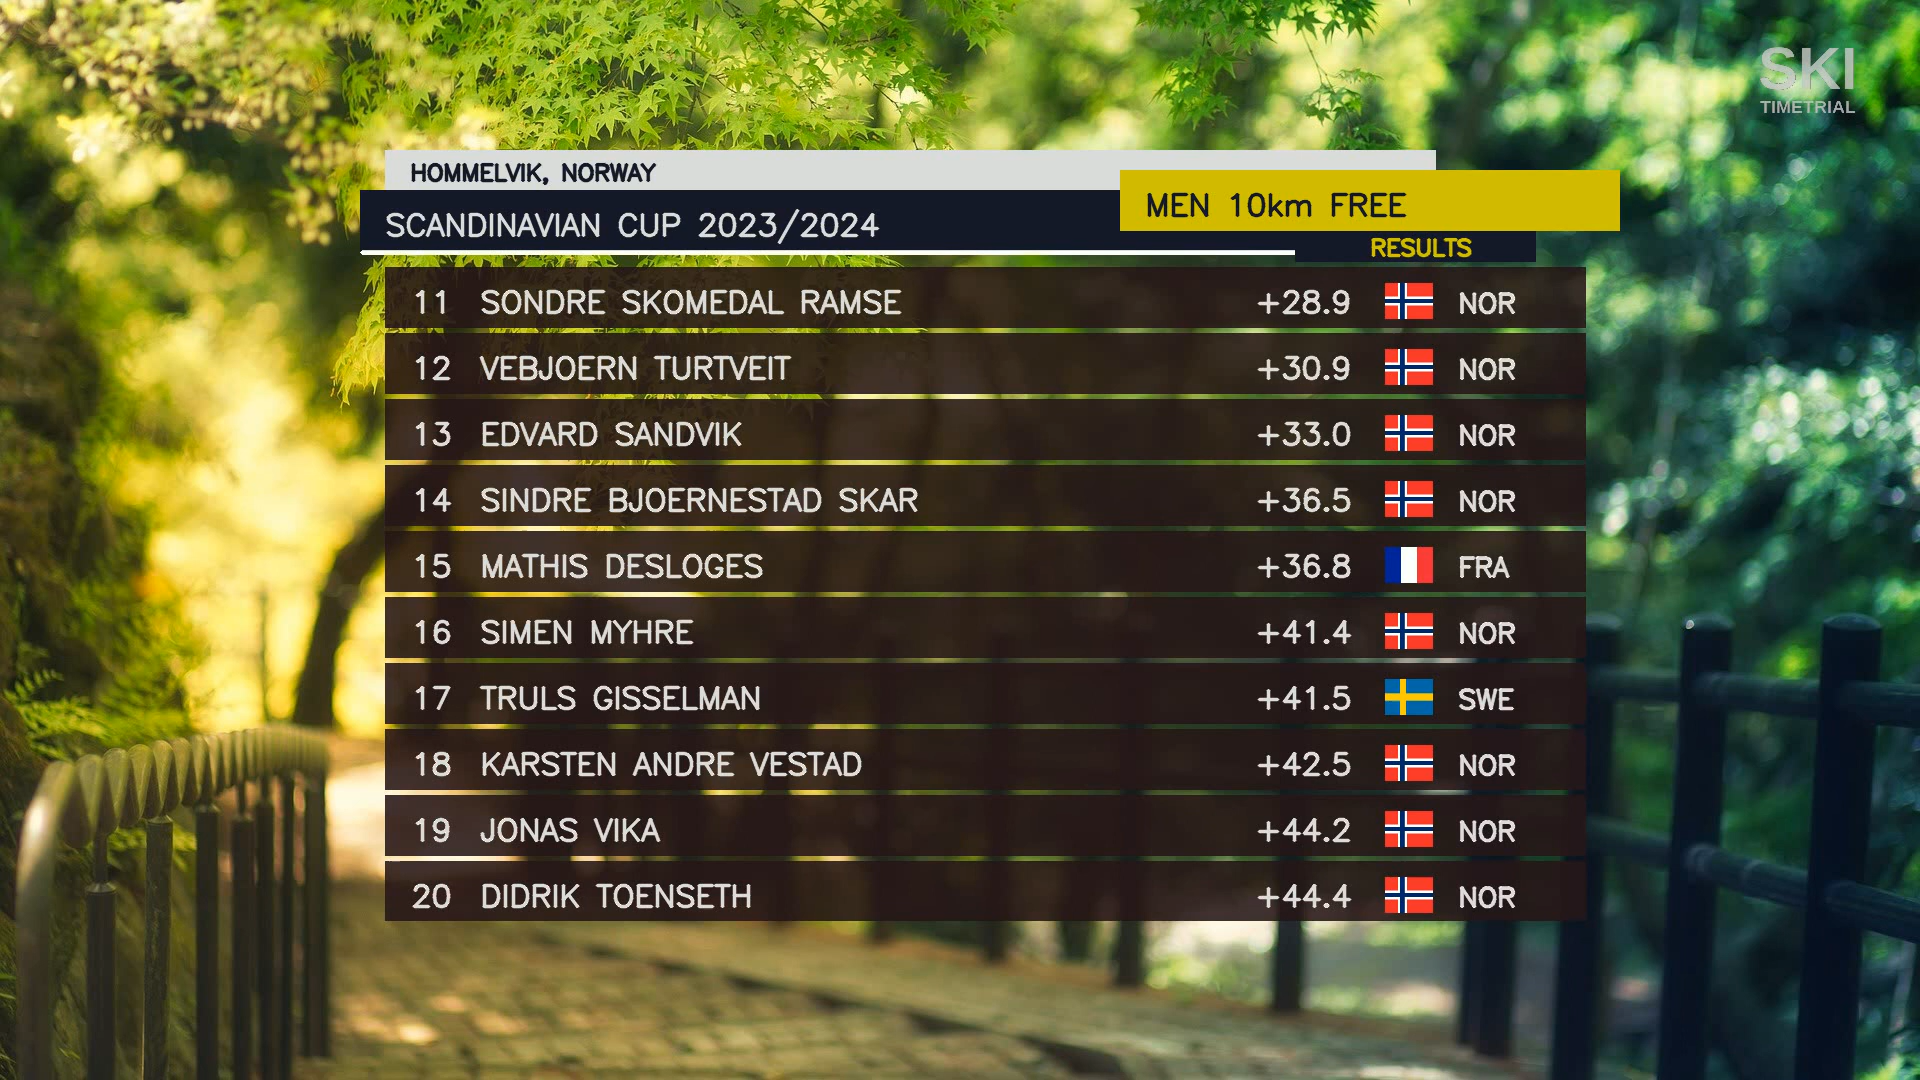 SKI
TIMETRIAL
HOMMELVIK, NORWAY
SCANDINAVIAN CUP 2023/2024
MEN 10km FREE
RESULTS
11 SONDRE SKOMEDAL RAMSE +28.9 NOR
12 VEBJOERN TURTVEIT +30.9 NOR
13 EDVARD SANDVIK +33.0 NOR
14 SINDRE BJOERNESTAD SKAR +36.5 NOR
15 MATHIS DESLOGES +36.8 FRA
16 SIMEN MYHRE +41.4 NOR
17 TRULS GISSELMAN +41.5 SWE
18 KARSTEN ANDRE VESTAD +42.5 NOR
19 JONAS VIKA +44.2 NOR
20 DIDRIK TOENSETH +44.4 NOR